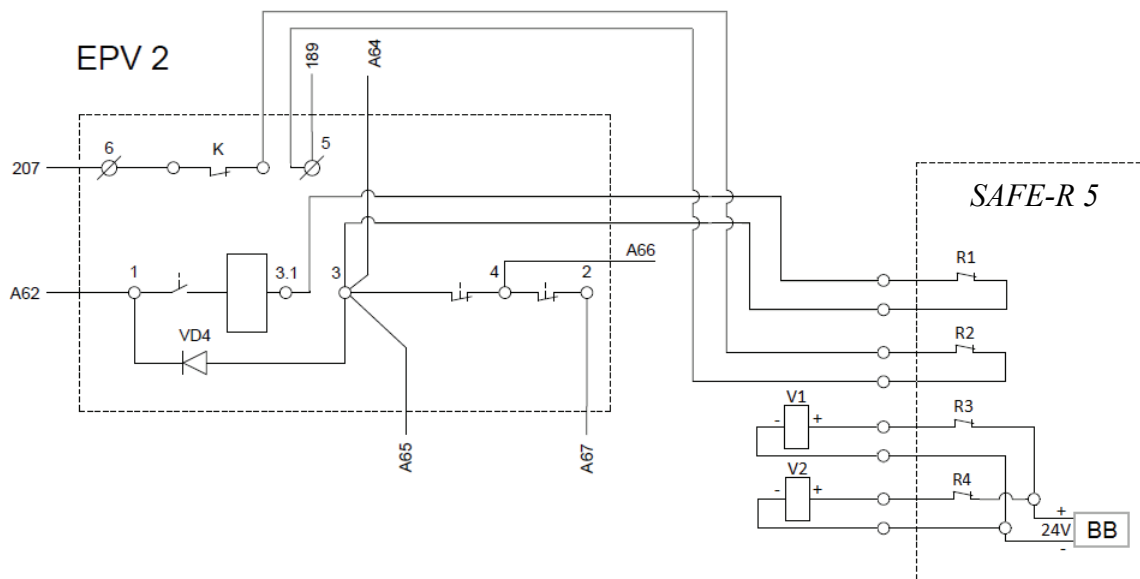 EPV 2
189
A64
207
6
K
5
SAFE-R 5
A66
A62
1
3.1
3
4
2
R1
VD4
R2
V1
-
+
R3
A65
A67
V2
-
+
R4
+
24V
BB
-